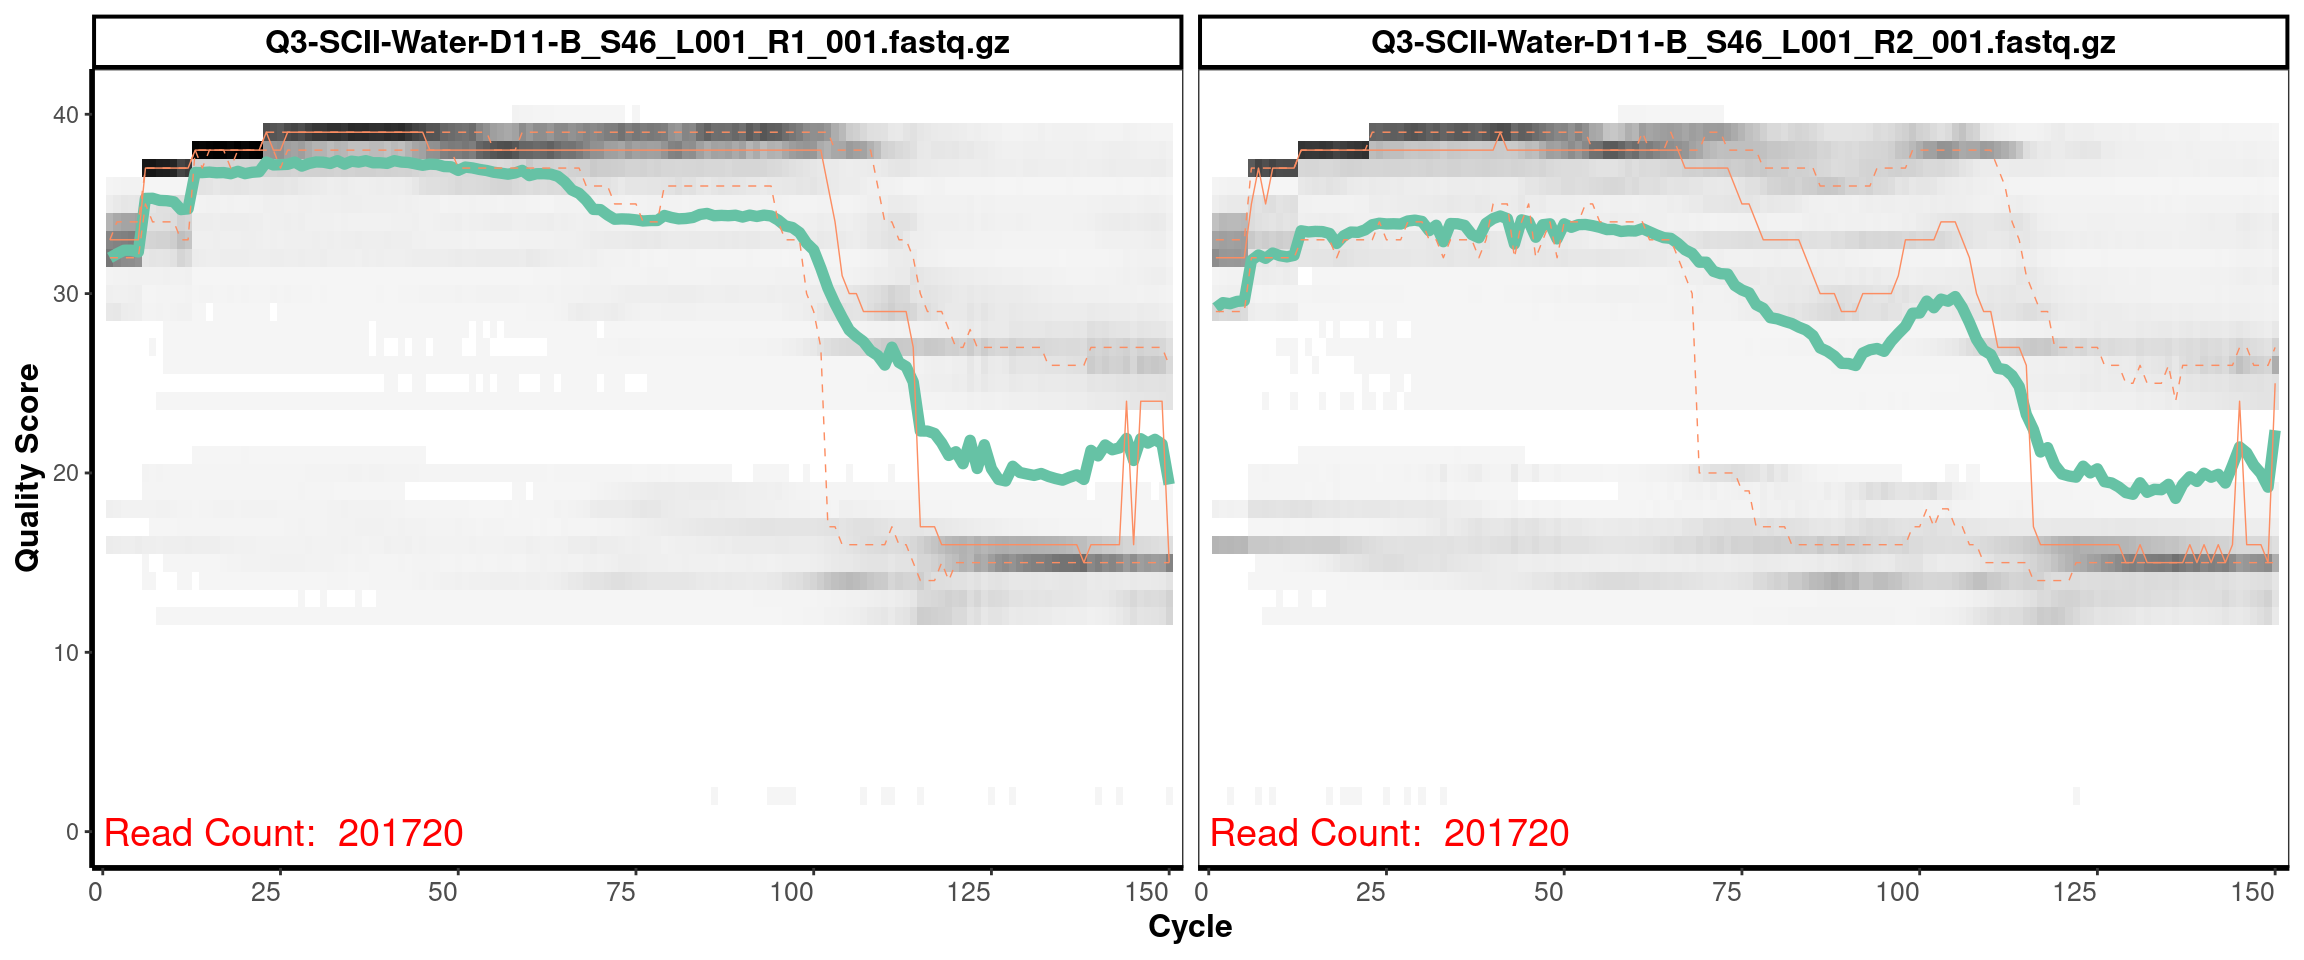 Q3-SCII-Water-D11-B_S46_L001_R1_001.fastq.gz
Q3-SCII-Water-D11-B_S46_L001_R2_001.fastq.gz
Quality Score
40
30
20
10
0
Read Count: 201720
Read Count: 201720
0 25 50 75 100 125 150
0 25 50 75 100 125 150
Cycle